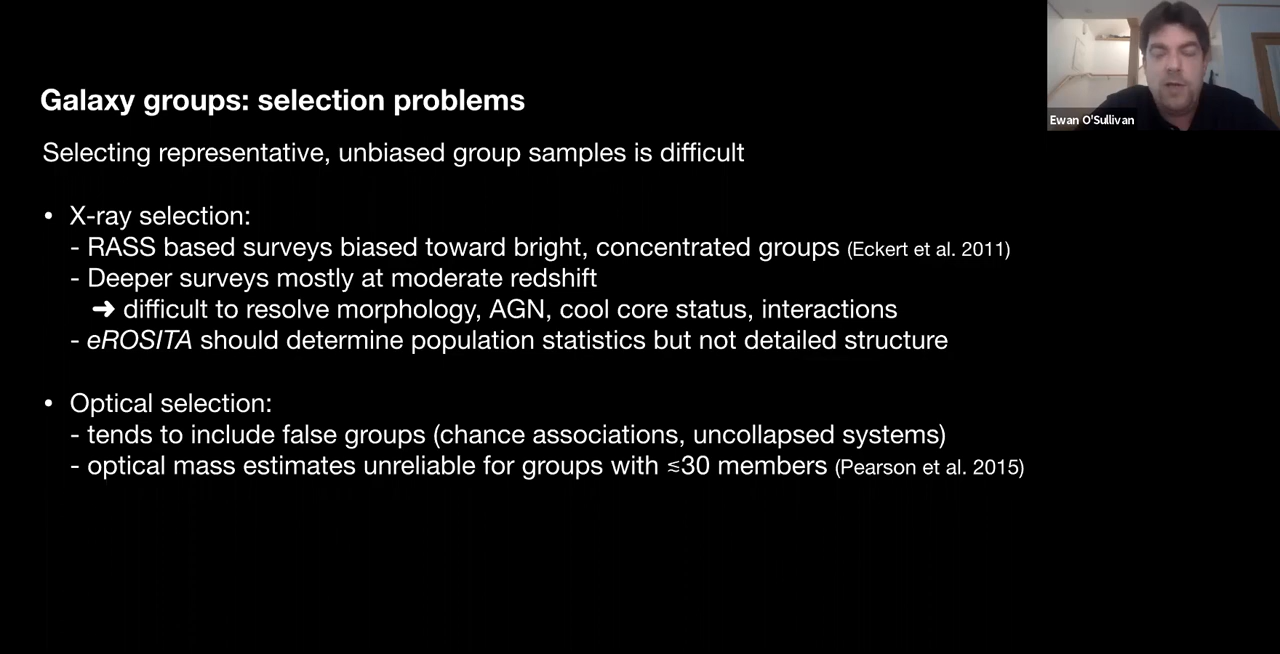 Galaxy groups: selection problems
Ewan O'Sullivan
Selecting representative, unbiased group samples is difficult
• X-ray selection:
- RASS based surveys biased toward bright, concentrated groups (Eckert et al. 2011)
- Deeper surveys mostly at moderate redshift
➜ difficult to resolve morphology, AGN, cool core status, interactions
- eROSITA should determine population statistics but not detailed structure
• Optical selection:
- tends to include false groups (chance associations, uncollapsed systems)
- optical mass estimates unreliable for groups with ≲30 members (Pearson et al. 2015)